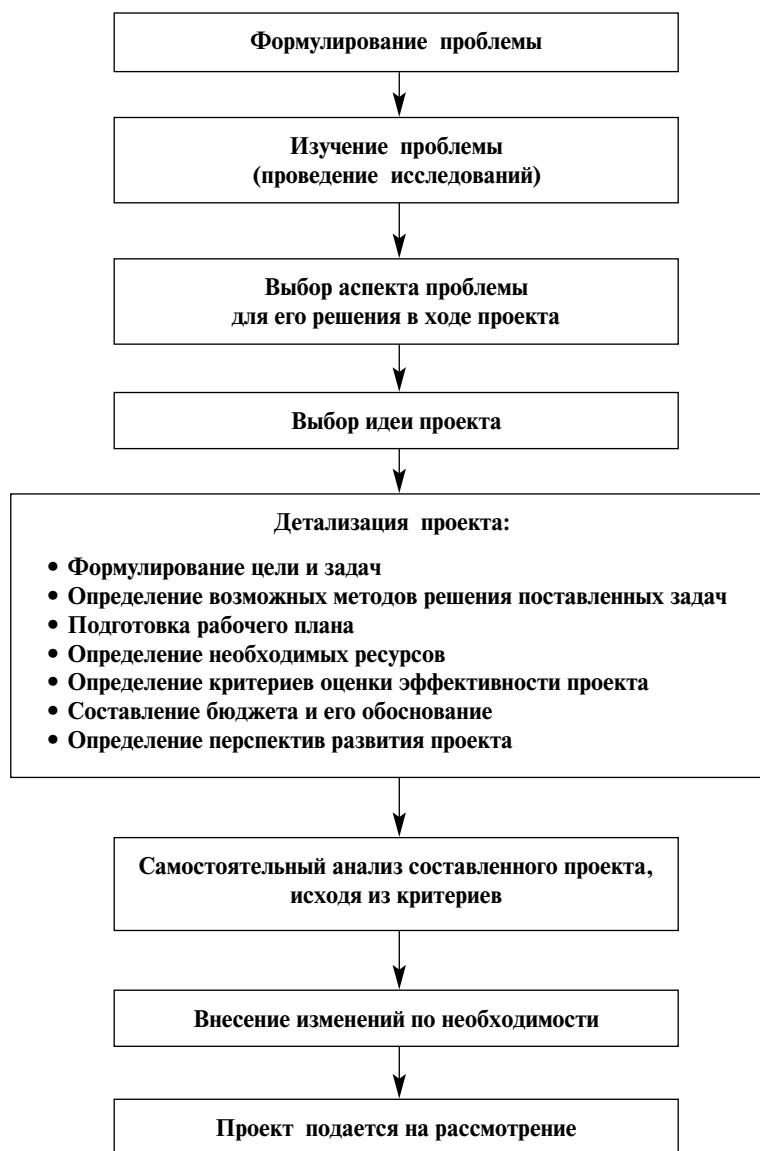 Формулирование проблемы
Изучение проблемы
(проведение исследований)
Выбор аспекта проблемы
для его решения в ходе проекта
Выбор идеи проекта
Детализация проекта:
• Формулирование цели и задач
• Определение возможных методов решения поставленных задач
• Подготовка рабочего плана
• Определение необходимых ресурсов
• Определение критериев оценки эффективности проекта
• Составление бюджета и его обоснование
• Определение перспектив развития проекта
Самостоятельный анализ составленного проекта,
исходя из критериев
Внесение изменений по необходимости
Проект подается на рассмотрение